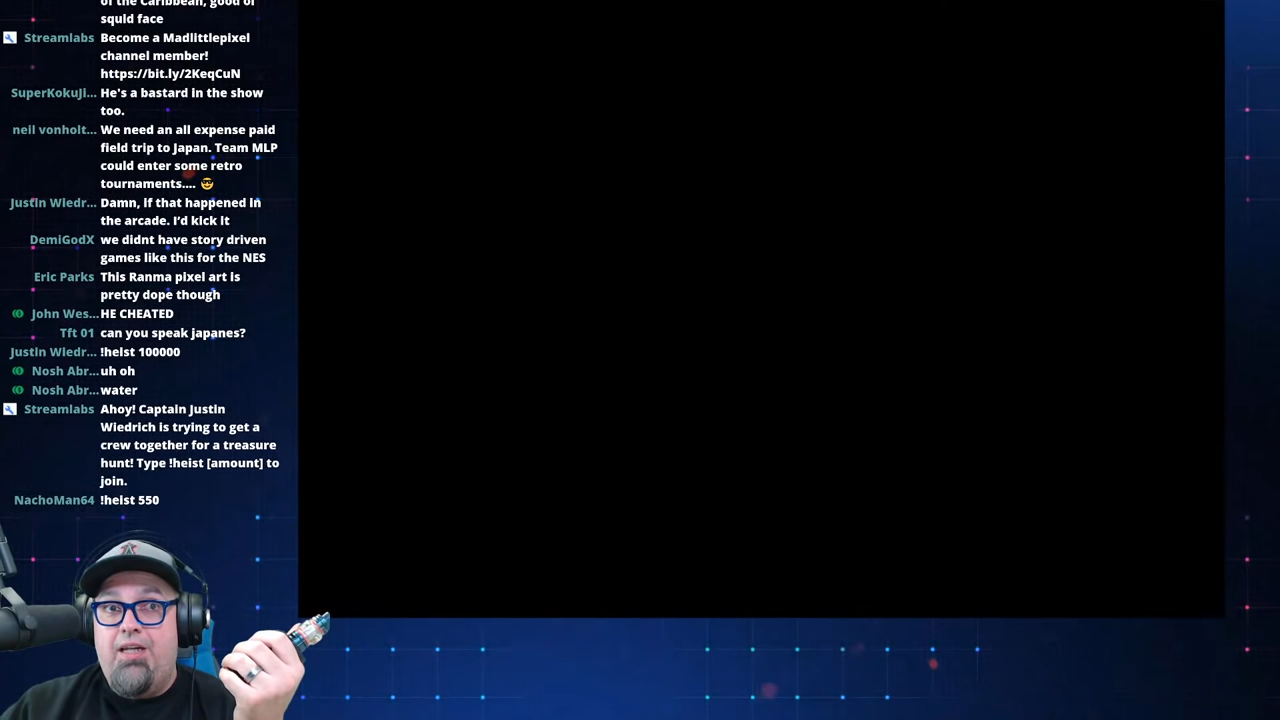 of the Caribbean, good ol
squid face
Streamlabs Become a Madlittlepixel
channel member!
https://bit.ly/2KeqCuN
SuperKokuJi... He's a bastard in the show
too.
neil vonholt... We need an all expense paid
field trip to Japan. Team MLP
could enter some retro
tournaments.... 😎
Justin Wiedr... Damn, if that happened in
the arcade. I'd kick it
DemiGodX we didnt have story driven
games like this for the NES
Eric Parks This Ranma pixel art is
pretty dope though
John Wes... HE CHEATED
Tft 01 can you speak japanes?
Justin Wiedr... !heist 100000
Nosh Abr... uh oh
Nosh Abr... water
Streamlabs Ahoy! Captain Justin
Wiedrich is trying to get a
crew together for a treasure
hunt! Type !heist [amount] to
join.
NachoMan64 !heist 550